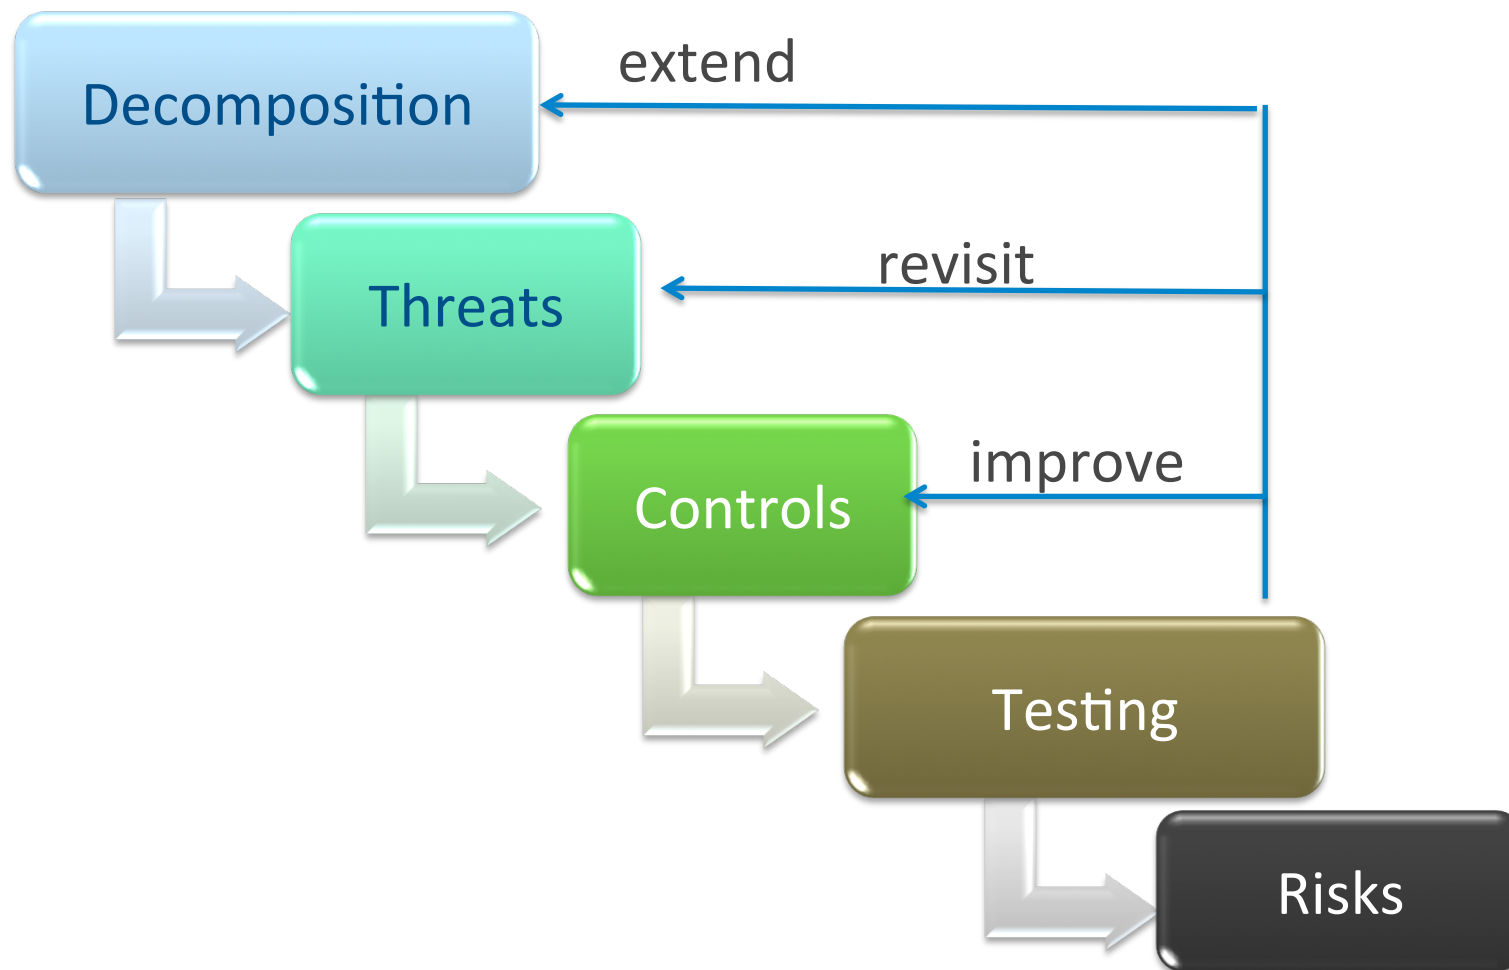 Decomposition
extend
Threats
revisit
Controls
improve
Testing
Risks